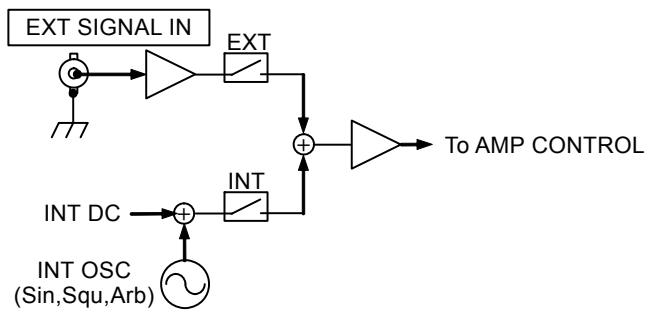 EXT SIGNAL IN
EXT
To AMP CONTROL
INT
INT DC
INT OSC
(Sin,Squ,Arb)